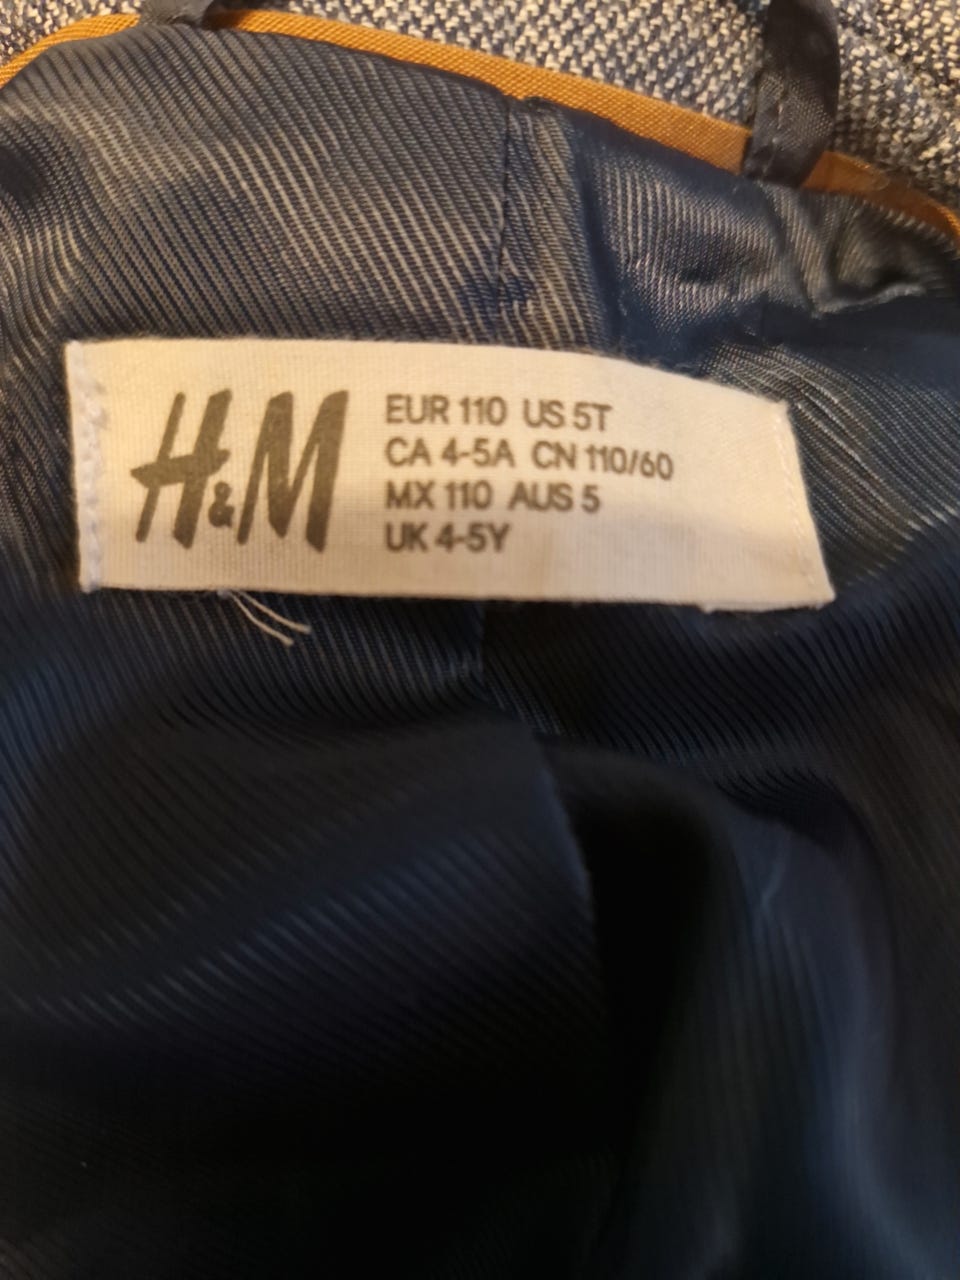 H&M
EUR 110 US 5T
CA 4-5A CN 110/60
MX 110 AUS 5
UK 4-5Y